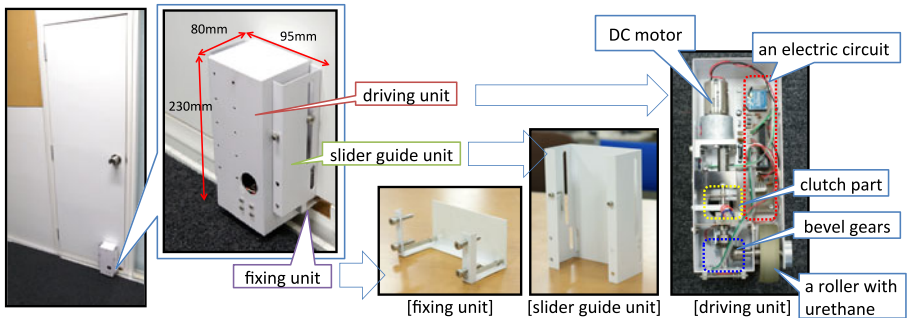 80mm
95mm
230mm
driving unit
slider guide unit
fixing unit
[fixing unit]
[slider guide unit]
DC motor
an electric circuit
clutch part
bevel gears
a roller with
urethane
[driving unit]